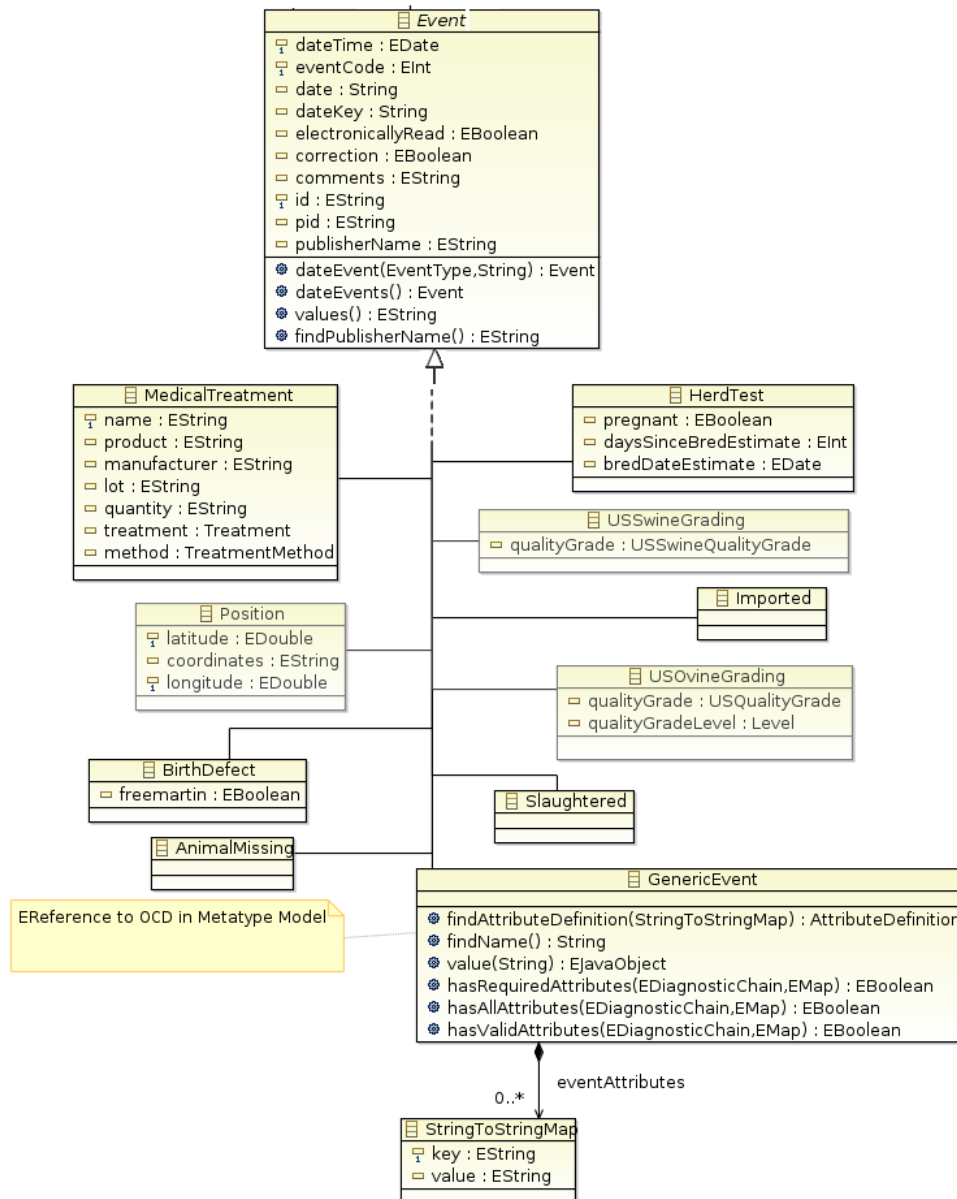 Event
dateTime : EDate
eventCode : EInt
date : String
dateKey : String
electronicallyRead : EBoolean
correction : EBoolean
comments : EString
id : EString
pid : EString
publisherName : EString
dateEvent(EventType,String) : Event
dateEvents() : Event
values() : EString
findPublisherName() : EString
MedicalTreatment
name : EString
product : EString
manufacturer : EString
lot : EString
quantity : EString
treatment : Treatment
method : TreatmentMethod
HerdTest
pregnant : EBoolean
daysSinceBredEstimate : EInt
bredDateEstimate : EDate
USSwineGrading
qualityGrade : USSwineQualityGrade
Imported
Position
latitude : EDouble
coordinates : EString
longitude : EDouble
USOvineGrading
qualityGrade : USQualityGrade
qualityGradeLevel : Level
BirthDefect
freemartin : EBoolean
Slaughtered
AnimalMissing
GenericEvent
findAttributeDefinition(StringToStringMap) : AttributeDefinition
findName() : String
value(String) : EJavaObject
hasRequiredAttributes(EDiagnosticChain,EMap) : EBoolean
hasAllAttributes(EDiagnosticChain,EMap) : EBoolean
hasValidAttributes(EDiagnosticChain,EMap) : EBoolean
EReference to OCD in Metatype Model
eventAttributes
0..*
StringToStringMap
key : EString
value : EString